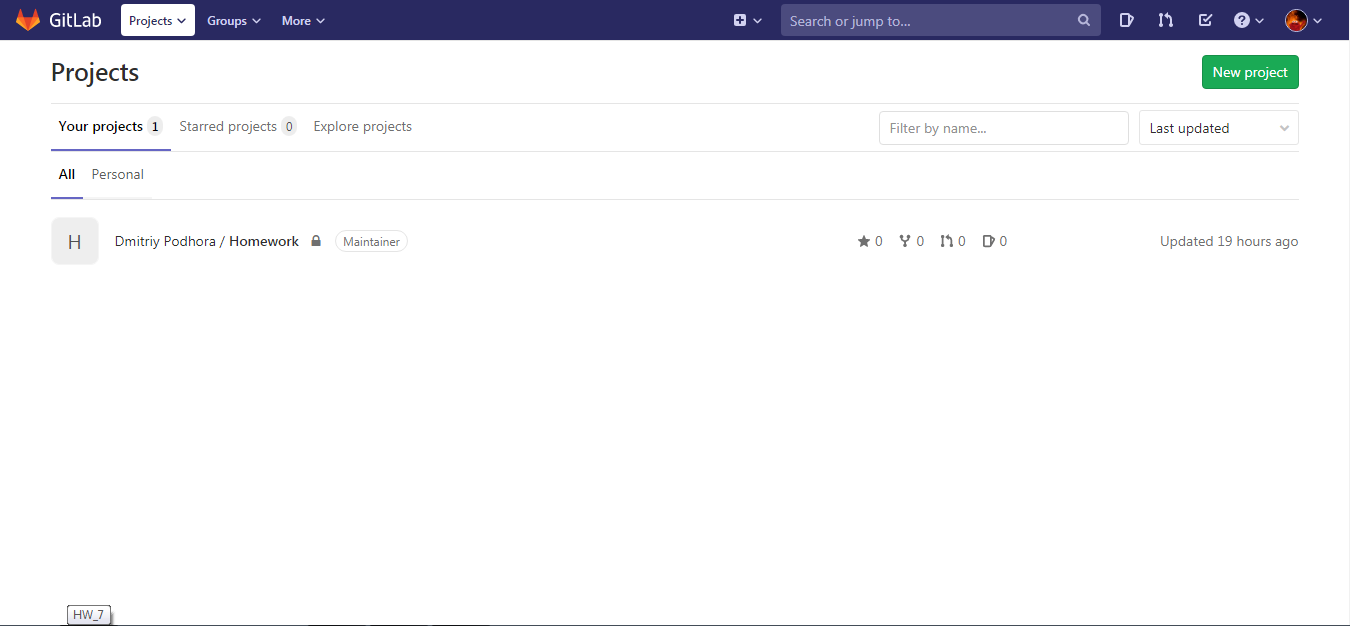 GitLab Projects Groups More Search or jump to... ?
Projects New project
Your projects 1 Starred projects 0 Explore projects Filter by name... Last updated
All Personal
H Dmitriy Podhora / Homework Maintainer 0 0 0 0 Updated 19 hours ago
HW_7